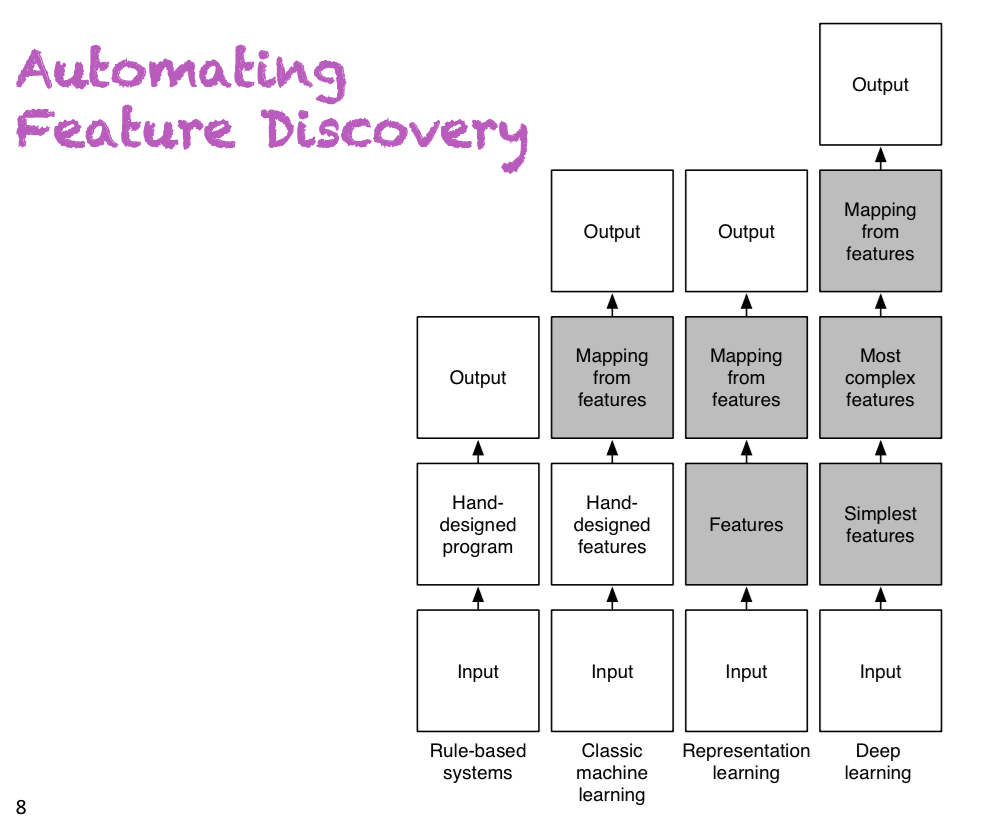 Automating
Feature Discovery
Output
Mapping
from
features
Most
complex
features
Simplest
features
Input
Deep
learning
Output
Mapping
from
features
Features
Input
Representation
learning
Output
Mapping
from
features
Hand-
designed
features
Input
Classic
machine
learning
Output
Hand-
designed
program
Input
Rule-based
systems
8